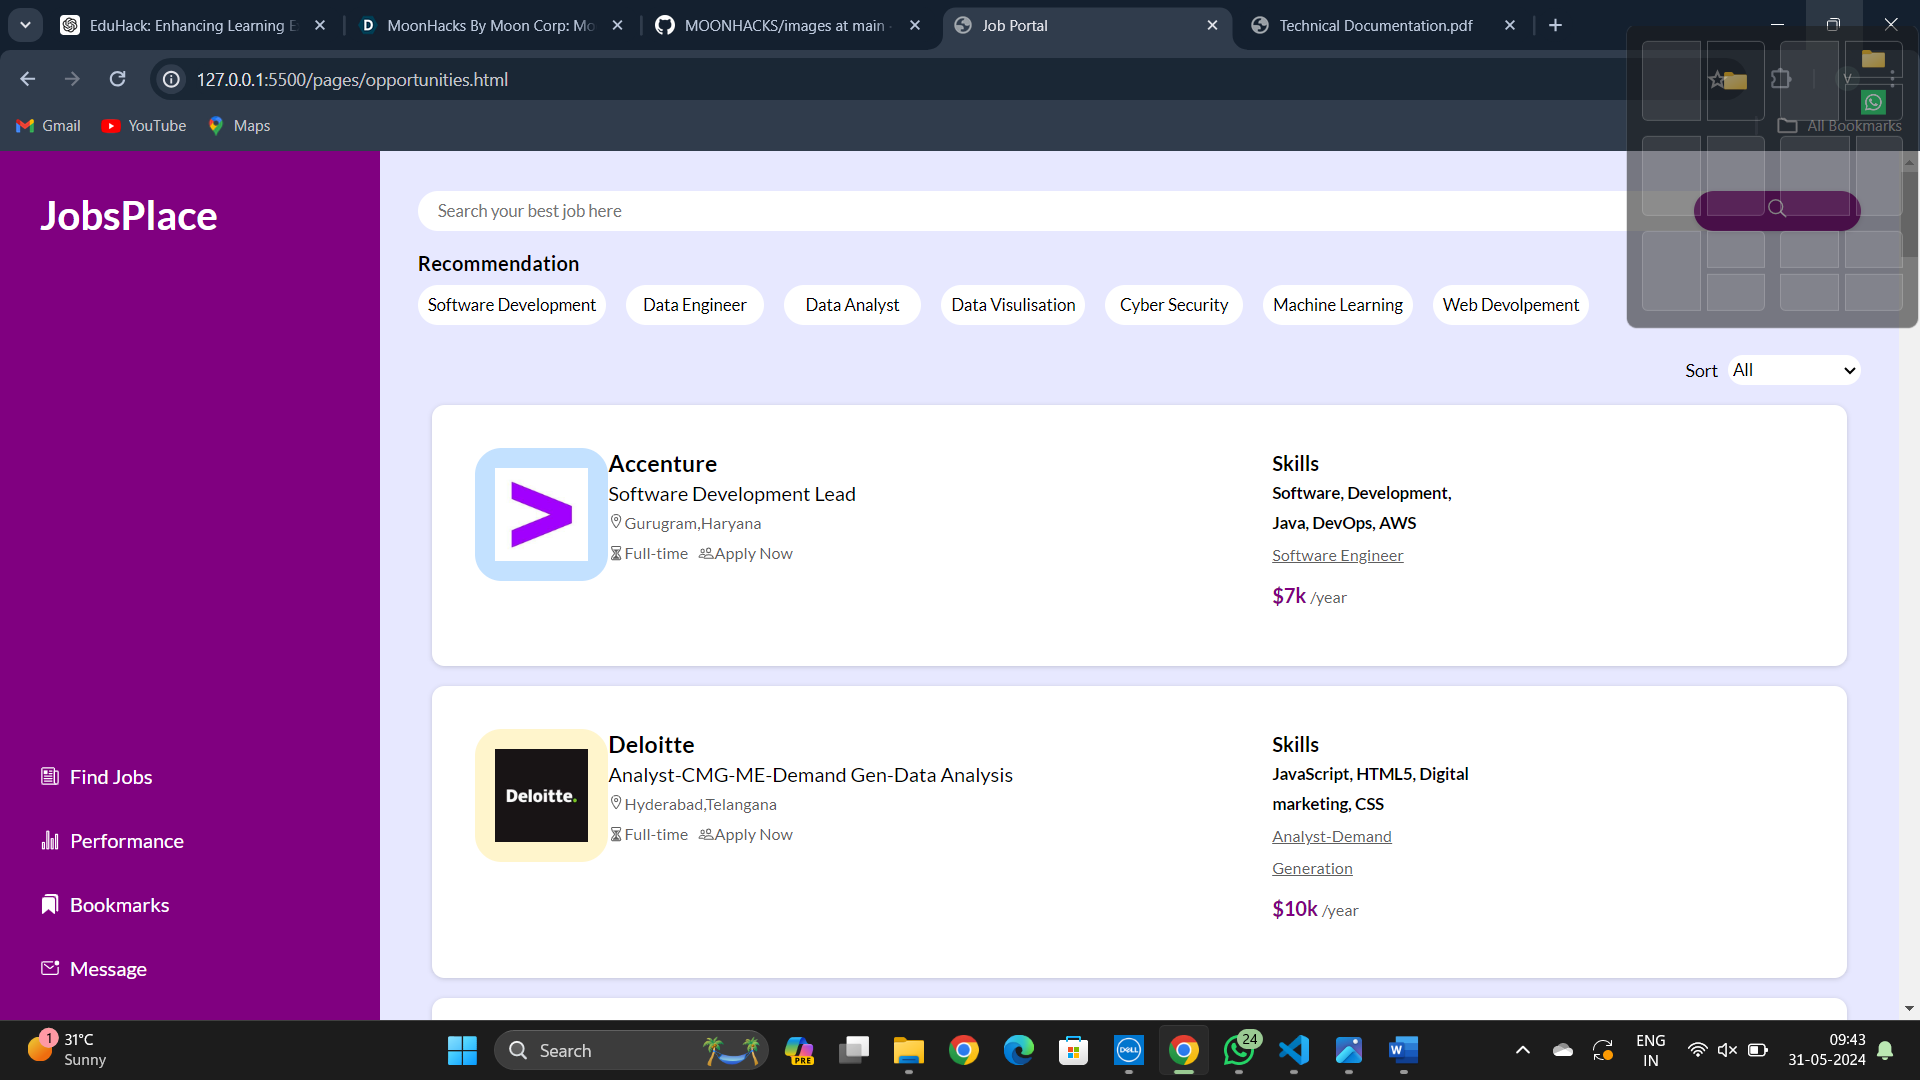 EduHack: Enhancing Learning E
MoonHacks By Moon Corp: Mo
MOONHACKS/images at main
Job Portal
Technical Documentation.pdf
127.0.0.1:5500/pages/opportunities.html
V
Gmail
YouTube
Maps
All Bookmarks
JobsPlace
Search your best job here
Recommendation
Software Development
Data Engineer
Data Analyst
Data Visulisation
Cyber Security
Machine Learning
Web Devolpement
Sort
All
Accenture
Software Development Lead
Gurugram,Haryana
Full-time Apply Now
Skills
Software, Development,
Java, DevOps, AWS
Software Engineer
$7k /year
Deloitte.
Deloitte
Analyst-CMG-ME-Demand Gen-Data Analysis
Hyderabad,Telangana
Full-time Apply Now
Skills
JavaScript, HTML5, Digital
marketing, CSS
Analyst-Demand
Generation
$10k /year
Find Jobs
Performance
Bookmarks
Message
1
31°C
Sunny
Search
PRE
DELL
24
W
ENG
IN
09:43
31-05-2024